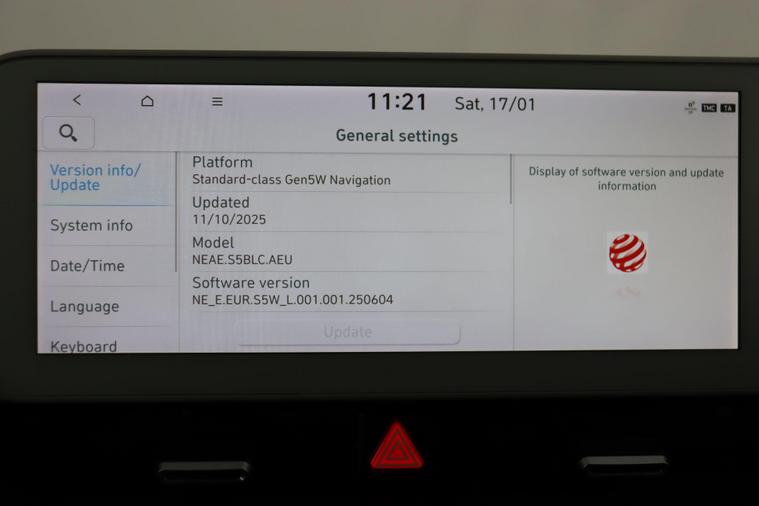 11:21
Sat, 17/01
TMC
TA
General settings
Version info/
Update
System info
Date/Time
Language
Keyboard
Platform
Standard-class Gen5W Navigation
Updated
11/10/2025
Model
NEAE.S5BLC.AEU
Software version
NE_E.EUR.S5W_L.001.001.250604
Update
Display of software version and update
information